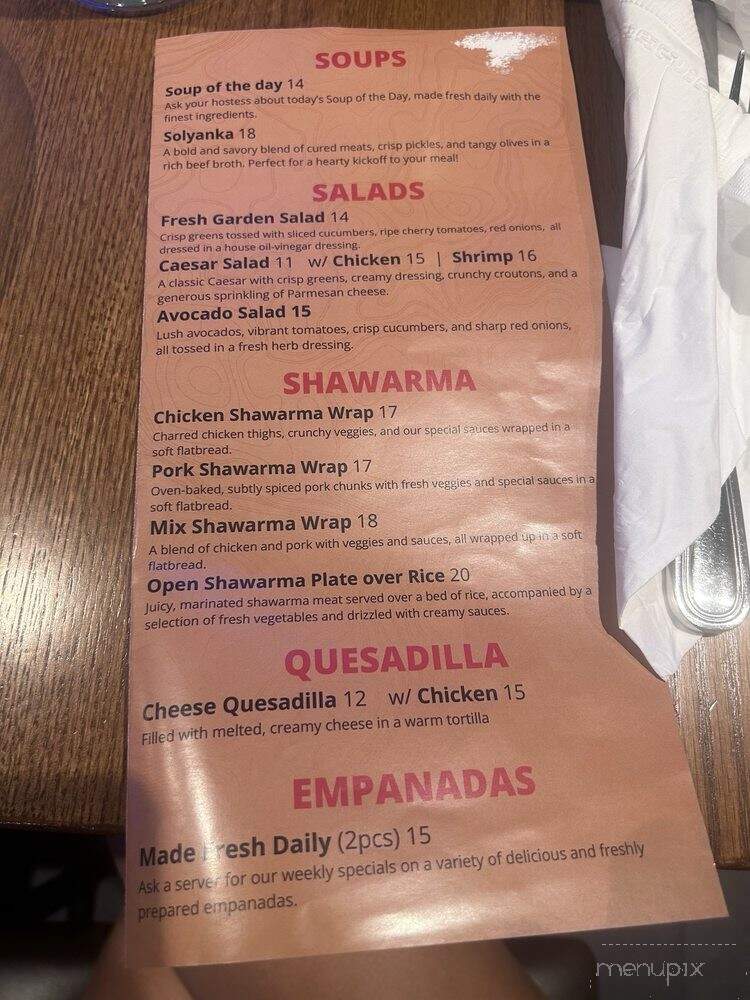 SOUPS
Soup of the day 14
Ask your hostess about today's Soup of the Day, made fresh daily with the
finest ingredients.
Solyanka 18
A bold and savory blend of cured meats, crisp pickles, and tangy olives in a
rich beef broth. Perfect for a hearty kickoff to your meal!
SALADS
Fresh Garden Salad 14
Crisp greens tossed with sliced cucumbers, ripe cherry tomatoes, red onions, all
dressed in a house oil-vinegar dressing.
Caesar Salad 11 w/ Chicken 15 | Shrimp 16
A classic Caesar with crisp greens, creamy dressing, crunchy croutons, and a
generous sprinkling of Parmesan cheese.
Avocado Salad 15
Lush avocados, vibrant tomatoes, crisp cucumbers, and sharp red onions,
all tossed in a fresh herb dressing.
SHAWARMA
Chicken Shawarma Wrap 17
Charred chicken thighs, crunchy veggies, and our special sauces wrapped in a
soft flatbread.
Pork Shawarma Wrap 17
Oven-baked, subtly spiced pork chunks with fresh veggies and special sauces in a
soft flatbread.
Mix Shawarma Wrap 18
A blend of chicken and pork with veggies and sauces, all wrapped up in a soft
flatbread.
Open Shawarma Plate over Rice 20
Juicy, marinated shawarma meat served over a bed of rice, accompanied by a
selection of fresh vegetables and drizzled with creamy sauces.
QUESADILLA
Cheese Quesadilla 12 w/ Chicken 15
Filled with melted, creamy cheese in a warm tortilla
EMPANADAS
Made Fresh Daily (2pcs) 15
Ask a server for our weekly specials on a variety of delicious and freshly
prepared empanadas.
menupix